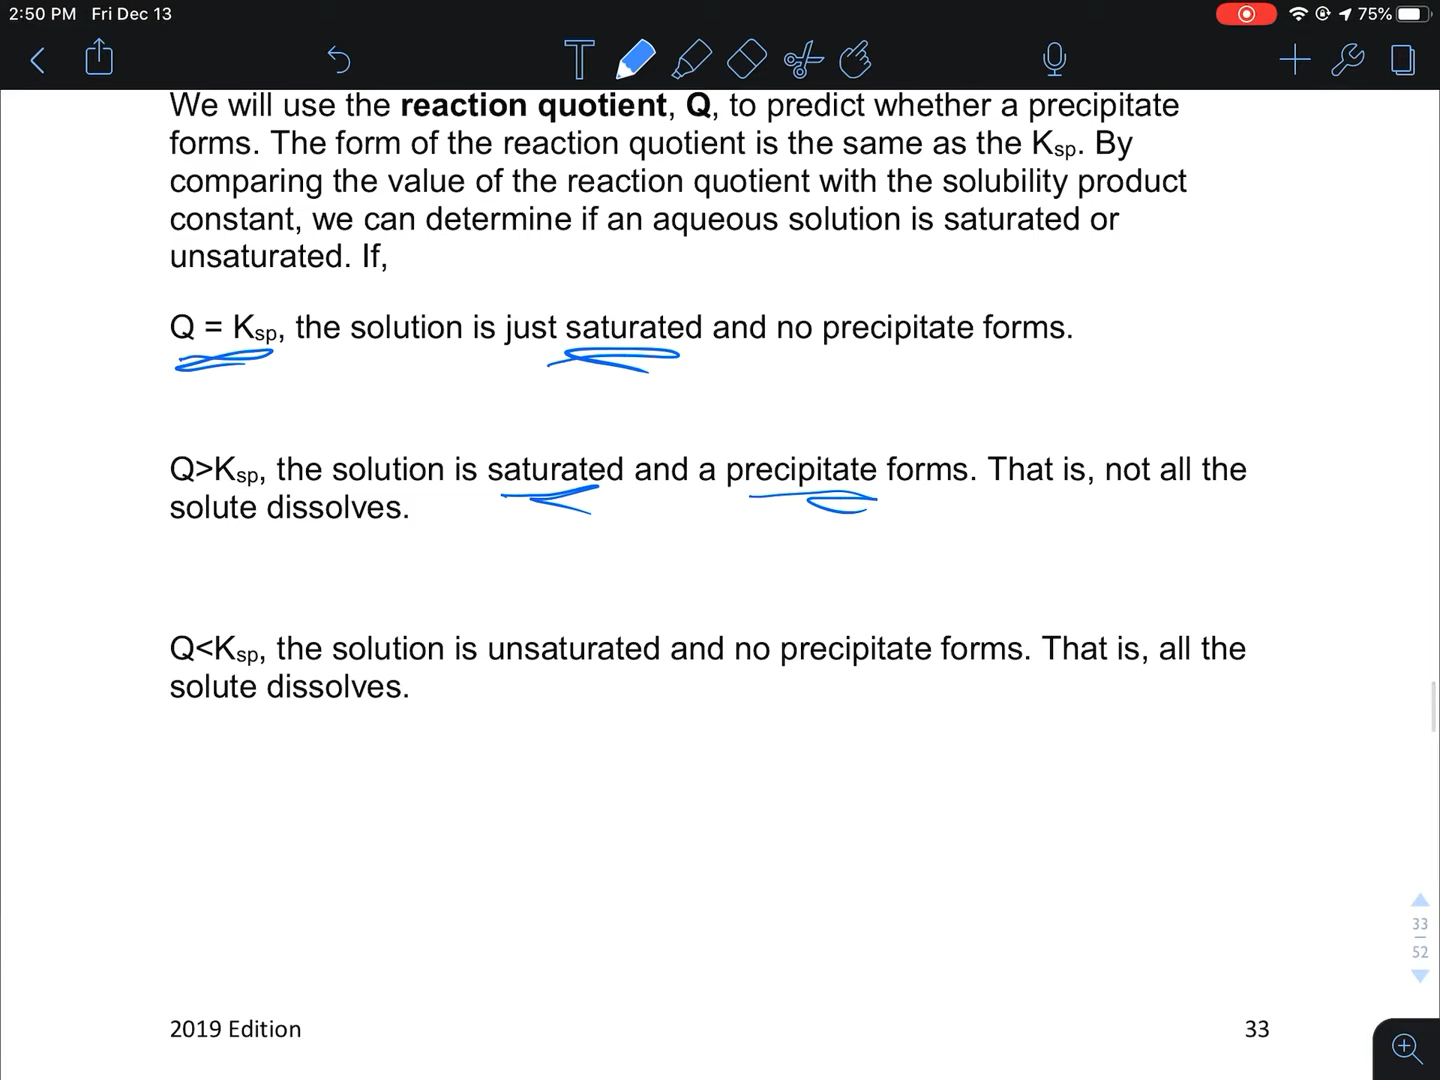 2:50 PM Fri Dec 13
75%
We will use the reaction quotient, Q, to predict whether a precipitate
forms. The form of the reaction quotient is the same as the Ksp. By
comparing the value of the reaction quotient with the solubility product
constant, we can determine if an aqueous solution is saturated or
unsaturated. If,
Q = Ksp, the solution is just saturated and no precipitate forms.
Q>Ksp, the solution is saturated and a precipitate forms. That is, not all the
solute dissolves.
Q<Ksp, the solution is unsaturated and no precipitate forms. That is, all the
solute dissolves.
33
52
2019 Edition
33